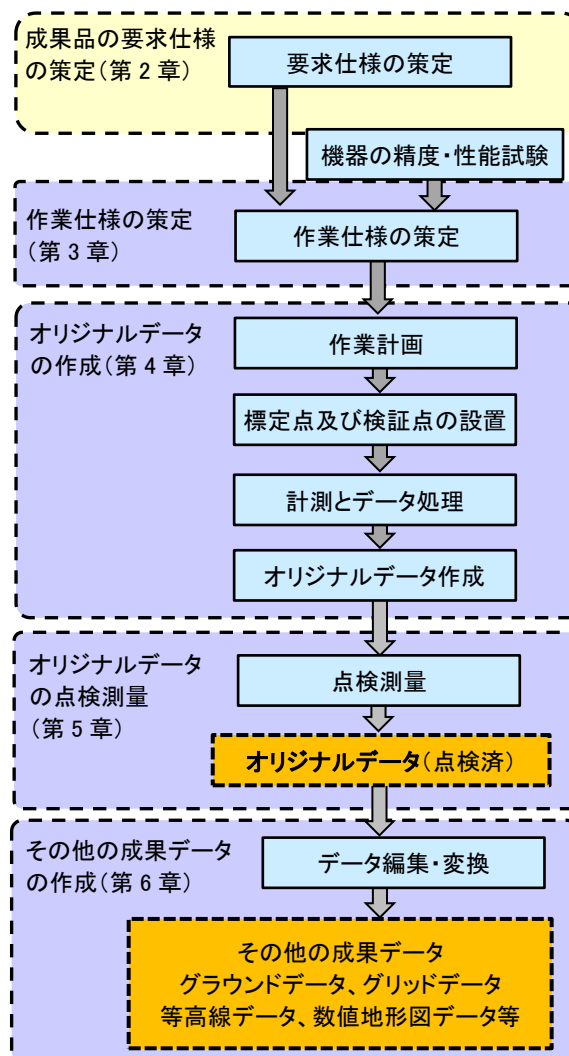 成果品の要求仕様
の策定(第２章)
要求仕様の策定
機器の精度・性能試験
作業仕様の策定
(第３章)
作業仕様の策定
オリジナルデータ
の作成(第４章)
作業計画
標定点及び検証点の設置
計測とデータ処理
オリジナルデータ作成
オリジナルデータ
の点検測量
(第５章)
点検測量
オリジナルデータ(点検済)
その他の成果データ
の作成(第６章)
データ編集・変換
その他の成果データ
グラウンドデータ、グリッドデータ
等高線データ、数値地形図データ等